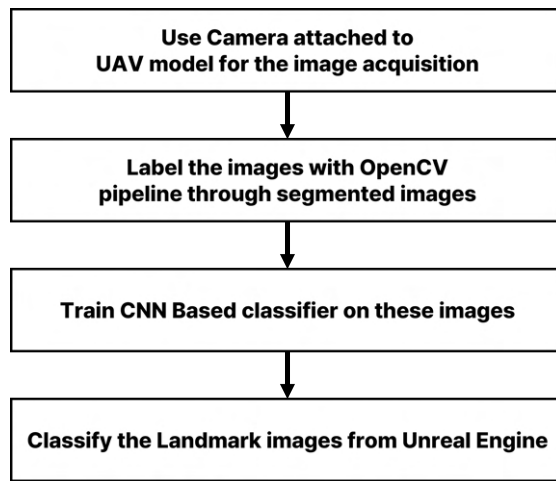 Use Camera attached to
UAV model for the image acquisition
Label the images with OpenCV
pipeline through segmented images
Train CNN Based classifier on these images
Classify the Landmark images from Unreal Engine